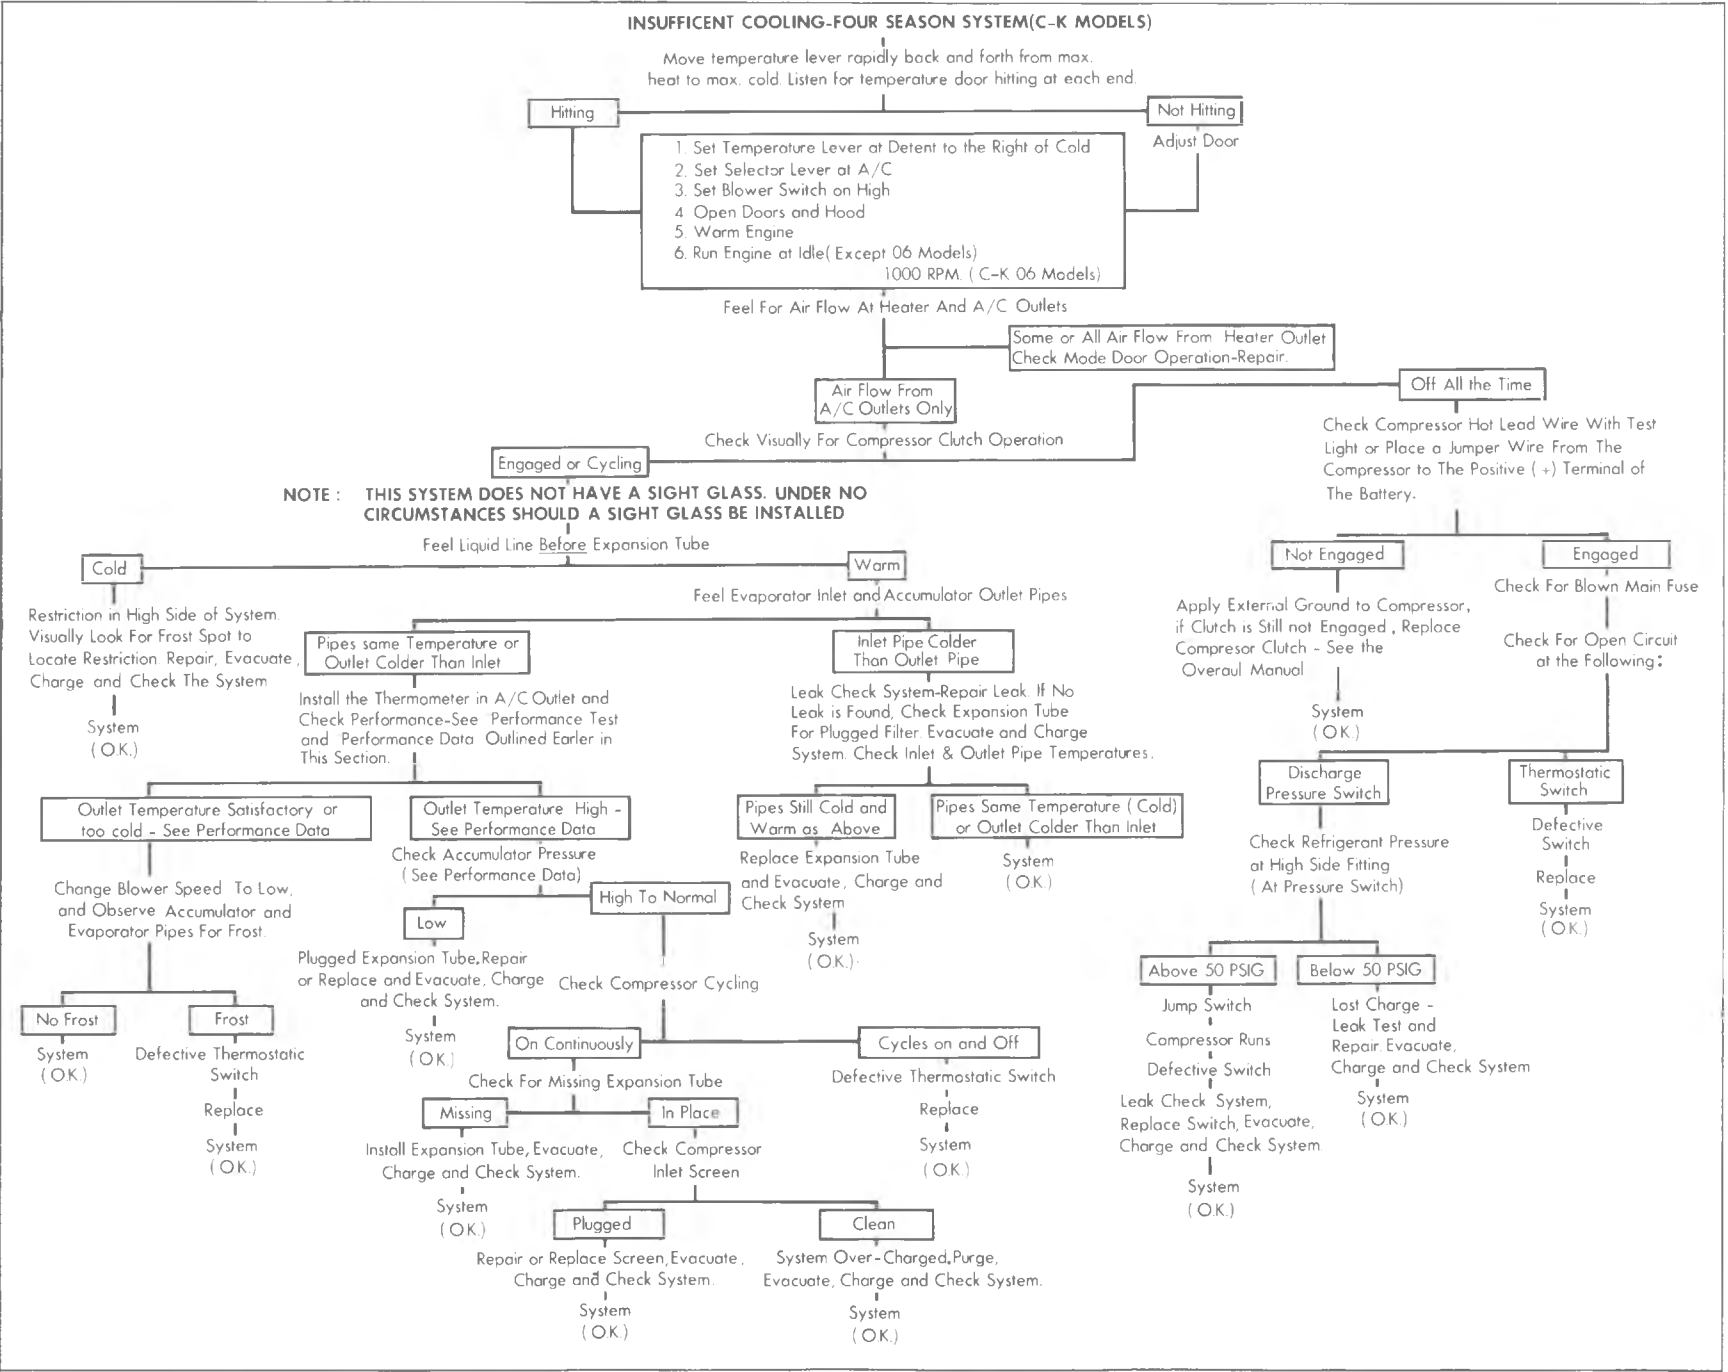 INSUFFICENT COOLING-FOUR SEASON SYSTEM(C-K MODELS)
Move temperature lever rapidly back and forth from max.
heat to max. cold. Listen for temperature door hitting at each end.
Hitting
Not Hitting
Adjust Door
1. Set Temperature Lever at Detent to the Right of Cold
2. Set Selector Lever at A/C
3. Set Blower Switch on High
4 Open Doors and Hood
5. Warm Engine
6. Run Engine at Idle( Except 06 Models)
1000 RPM. ( C-K 06 Models)
Feel For Air Flow At Heater And A/C Outlets
Some or All Air Flow From Heater Outlet
Check Mode Door Operation-Repair.
Air Flow From
A/C Outlets Only
Check Visually For Compressor Clutch Operation
Off All the Time
Check Compressor Hot Lead Wire With Test
Light or Place a Jumper Wire From The
Compressor to The Positive (+) Terminal of
The Battery.
Engaged or Cycling
NOTE : THIS SYSTEM DOES NOT HAVE A SIGHT GLASS. UNDER NO
CIRCUMSTANCES SHOULD A SIGHT GLASS BE INSTALLED
Feel Liquid Line Before Expansion Tube
Cold
Restriction in High Side of System.
Visually Look For Frost Spot to
Locate Restriction. Repair, Evacuate,
Charge and Check The System
System
(O.K.)
Warm
Feel Evaporator Inlet and Accumulator Outlet Pipes
Pipes same Temperature or
Outlet Colder Than Inlet
Install the Thermometer in A/C Outlet and
Check Performance-See Performance Test
and Performance Data Outlined Earler in
This Section.
Inlet Pipe Colder
Than Outlet Pipe
Leak Check System-Repair Leak. If No
Leak is Found, Check Expansion Tube
For Plugged Filter. Evacuate and Charge
System. Check Inlet & Outlet Pipe Temperatures.
Not Engaged
Apply External Ground to Compressor,
if Clutch is Still not Engaged , Replace
Compresor Clutch - See the
Overaul Manual
System
(O.K.)
Engaged
Check For Blown Main Fuse
Check For Open Circuit
at the Following:
Outlet Temperature Satisfactory or
too cold - See Performance Data
Change Blower Speed To Low,
and Observe Accumulator and
Evaporator Pipes For Frost.
No Frost
System
(O.K.)
Frost
Defective Thermostatic
Switch
Replace
System
(O.K.)
Outlet Temperature High -
See Performance Data
Check Accumulator Pressure
(See Performance Data)
Low
Plugged Expansion Tube,Repair
or Replace and Evacuate, Charge
and Check System.
System
(O.K.)
High To Normal
Check Compressor Cycling
On Continuously
Check For Missing Expansion Tube
Missing
Install Expansion Tube, Evacuate,
Charge and Check System.
System
(O.K.)
In Place
Check Compressor
Inlet Screen
Plugged
Repair or Replace Screen, Evacuate,
Charge and Check System.
System
(O.K.)
Clean
System Over-Charged,Purge,
Evacuate, Charge and Check System.
System
(O.K.)
Cycles on and Off
Defective Thermostatic Switch
Replace
System
(O.K.)
Pipes Still Cold and
Warm as Above
Replace Expansion Tube
and Evacuate, Charge and
Check System
System
(O.K.)
Pipes Same Temperature ( Cold)
or Outlet Colder Than Inlet
System
(O.K.)
Discharge
Pressure Switch
Check Refrigerant Pressure
at High Side Fitting
( At Pressure Switch)
Above 50 PSIG
Jump Switch
Compressor Runs
Defective Switch
Leak Check System,
Replace Switch, Evacuate,
Charge and Check System
System
(O.K.)
Below 50 PSIG
Lost Charge -
Leak Test and
Repair. Evacuate,
Charge and Check System
System
(O.K.)
Thermostatic
Switch
Defective
Switch
Replace
System
(O.K.)